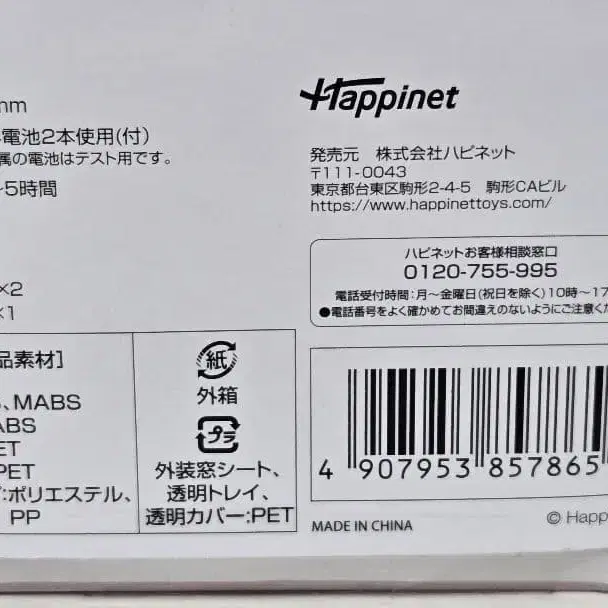 mm
電池2本使用(付)
属の電池はテスト用です。
5時間
×2
×1
Happinet
発売元 株式会社ハピネット
〒111-0043
東京都台東区駒形2-4-5 駒形CAビル
https://www.happinettoys.com/
ハピネットお客様相談窓口
0120-755-995
電話受付時間:月～金曜日(祝日を除く)10時～17
●電話番号をよく確かめてお間違えのないようにご注意くだ
品素材]
、MABS
ABS
ET
PET
:ポリエステル、
PP
紙
外箱
プラ
外装窓シート、
透明トレイ、
透明カバー:PET
4 907953 857865
MADE IN CHINA
© Happ